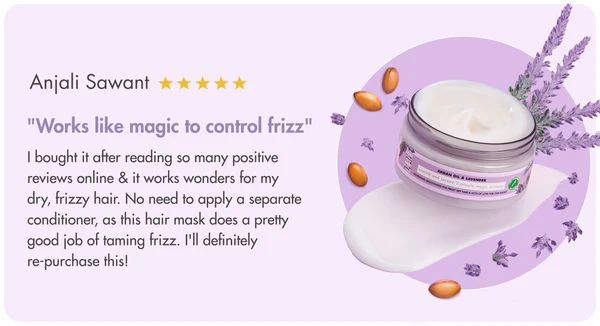 Anjali Sawant
"Works like magic to control frizz"
I bought it after reading so many positive
reviews online & it works wonders for my
dry, frizzy hair. No need to apply a separate
conditioner, as this hair mask does a pretty
good job of taming frizz. I'll definitely
re-purchase this!
ARGAN OIL & LAVENDER